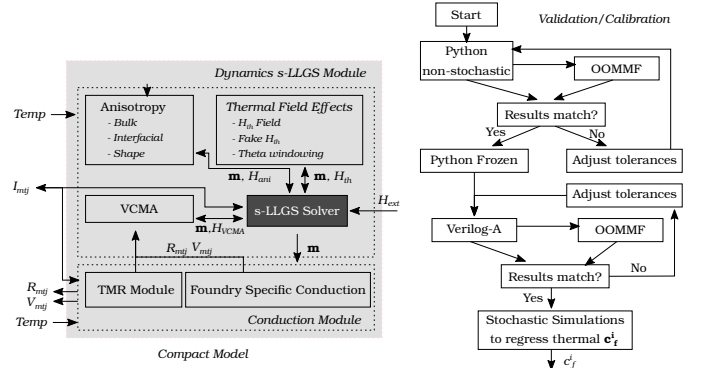 Dynamics s-LLGS Module
Temp
Anisotropy
- Bulk
- Interfacial
- Shape
Thermal Field Effects
- H_th Field
- Fake H_th
- Theta windowing
m, H_ani
m, H_th
I_mtj
VCMA
s-LLGS Solver
H_ext
m,H_VCMA
R_mtj V_mtj
m
TMR Module
Foundry Specific Conduction
R_mtj
V_mtj
Temp
Conduction Module
Compact Model
Start
Validation/Calibration
Python
non-stochastic
OOMMF
Results match?
Yes
No
Python Frozen
Adjust tolerances
Adjust tolerances
Verilog-A
OOMMF
Results match?
No
Yes
Stochastic Simulations
to regress thermal c^i_f
c^i_f